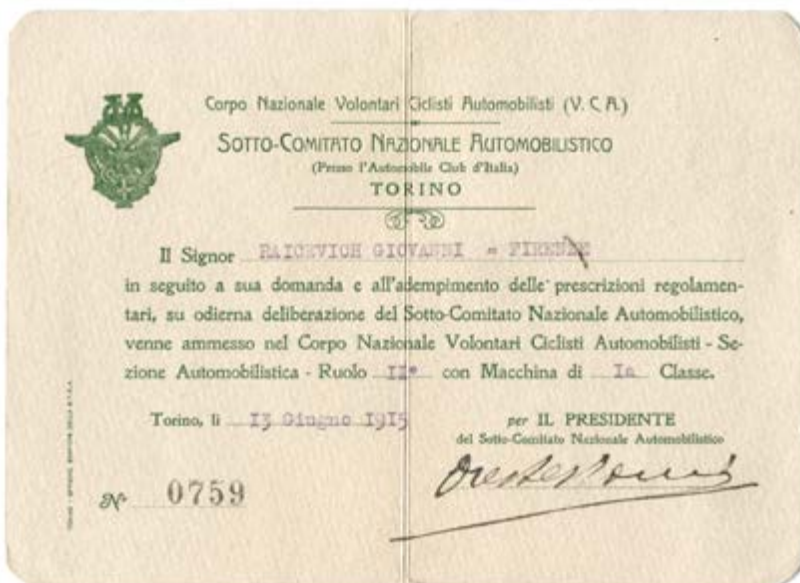 Corpo Nazionale Volontari Ciclisti Automobilisti (V. C. A.)
SOTTO-COMITATO NAZIONALE AUTOMOBILISTICO
(Presso l'Automobile Club d'Italia)
TORINO
Il Signor RAICEVICH GIOVANNI - FIRENZE
in seguito a sua domanda e all'adempimento delle prescrizioni regolamen-
tari, su odierna deliberazione del Sotto-Comitato Nazionale Automobilistico,
venne ammesso nel Corpo Nazionale Volontari Ciclisti Automobilisti - Se-
zione Automobilistica - Ruolo II° con Macchina di Ia Classe.
Torino, li 13 Giugno 1915
per IL PRESIDENTE
del Sotto-Comitato Nazionale Automobilistico
N° 0759